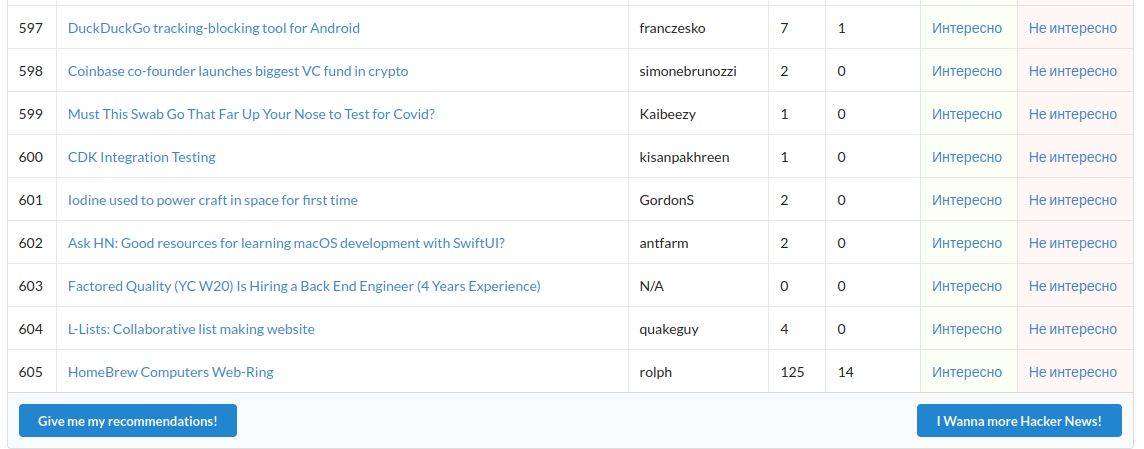 597 DuckDuckGo tracking-blocking tool for Android franczesko 7 1 Интересно Не интересно
598 Coinbase co-founder launches biggest VC fund in crypto simonebrunozzi 2 0 Интересно Не интересно
599 Must This Swab Go That Far Up Your Nose to Test for Covid? Kaibeezy 1 0 Интересно Не интересно
600 CDK Integration Testing kisanpakhreen 1 0 Интересно Не интересно
601 Iodine used to power craft in space for first time GordonS 2 0 Интересно Не интересно
602 Ask HN: Good resources for learning macOS development with SwiftUI? antfarm 2 0 Интересно Не интересно
603 Factored Quality (YC W20) Is Hiring a Back End Engineer (4 Years Experience) N/A 0 0 Интересно Не интересно
604 L-Lists: Collaborative list making website quakeguy 4 0 Интересно Не интересно
605 HomeBrew Computers Web-Ring rolph 125 14 Интересно Не интересно
Give me my recommendations! I Wanna more Hacker News!